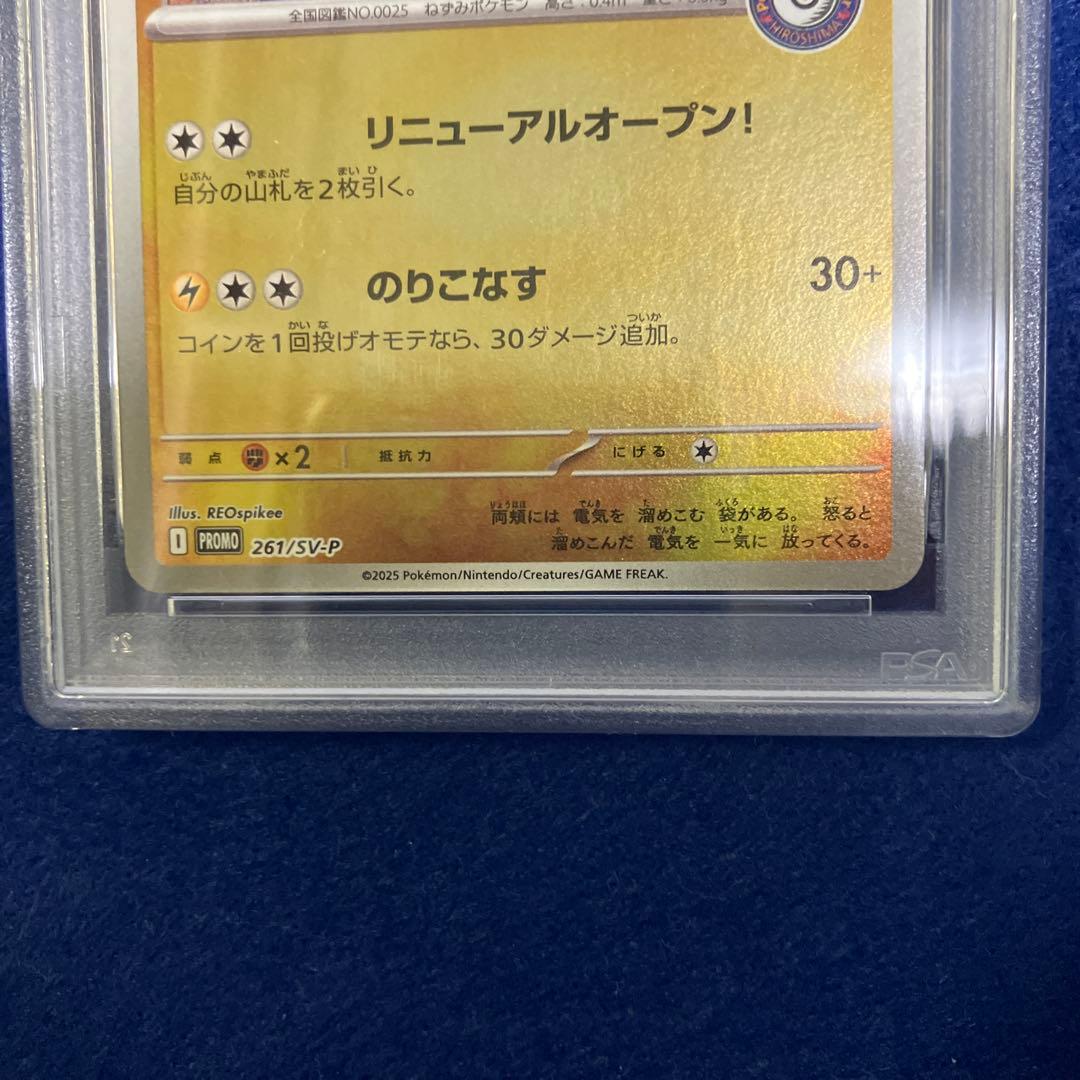 全国図鑑NO.0025 ねずみポケモン 高さ:0.4m
HIROSHIMA
リニューアルオープン!
自分の山札を2枚引く。
のりこなす 30+
コインを1回投げオモテなら、30ダメージ追加。
弱点 ×2 抵抗力 にげる
Illus. REOspikee
両頬には 電気を 溜めこむ 袋がある。 怒ると
溜めこんだ 電気を 一気に 放ってくる。
I PROMO 261/SV-P
©2025 Pokémon/Nintendo/Creatures/GAME FREAK.
21
PSA